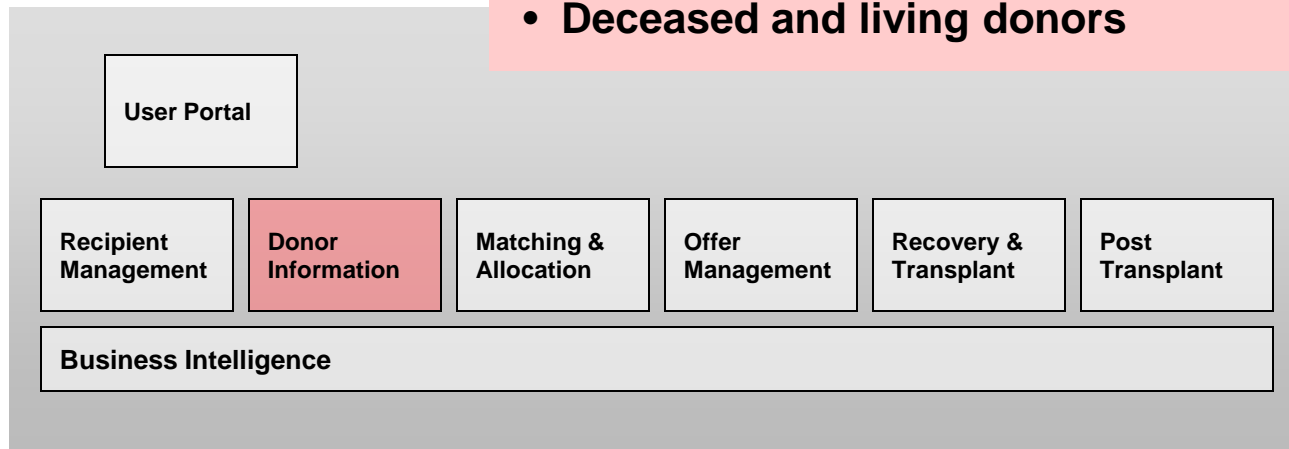 • Deceased and living donors
User Portal
Recipient
Management
Donor
Information
Matching &
Allocation
Offer
Management
Recovery &
Transplant
Post
Transplant
Business Intelligence